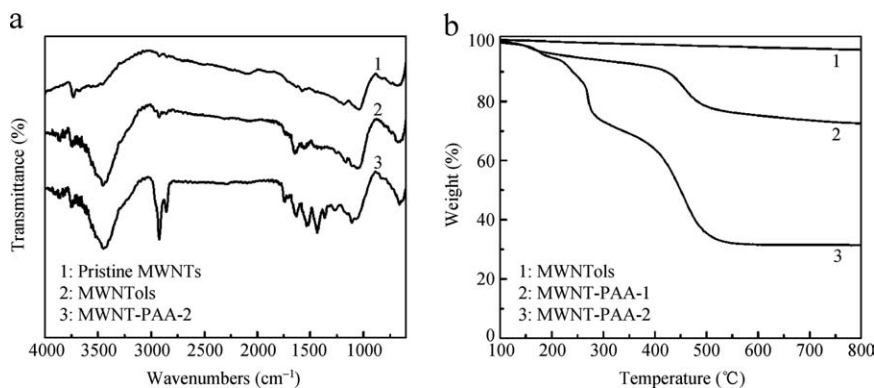 a
Transmittance (%)
1
2
3
1: Pristine MWNTs
2: MWNTols
3: MWNT-PAA-2
4000 3500 3000 2500 2000 1500 1000
Wavenumbers (cm⁻¹)
b
Weight (%)
100
80
60
40
20
0
1
2
3
1: MWNTols
2: MWNT-PAA-1
3: MWNT-PAA-2
100 200 300 400 500 600 700 800
Temperature (℃)